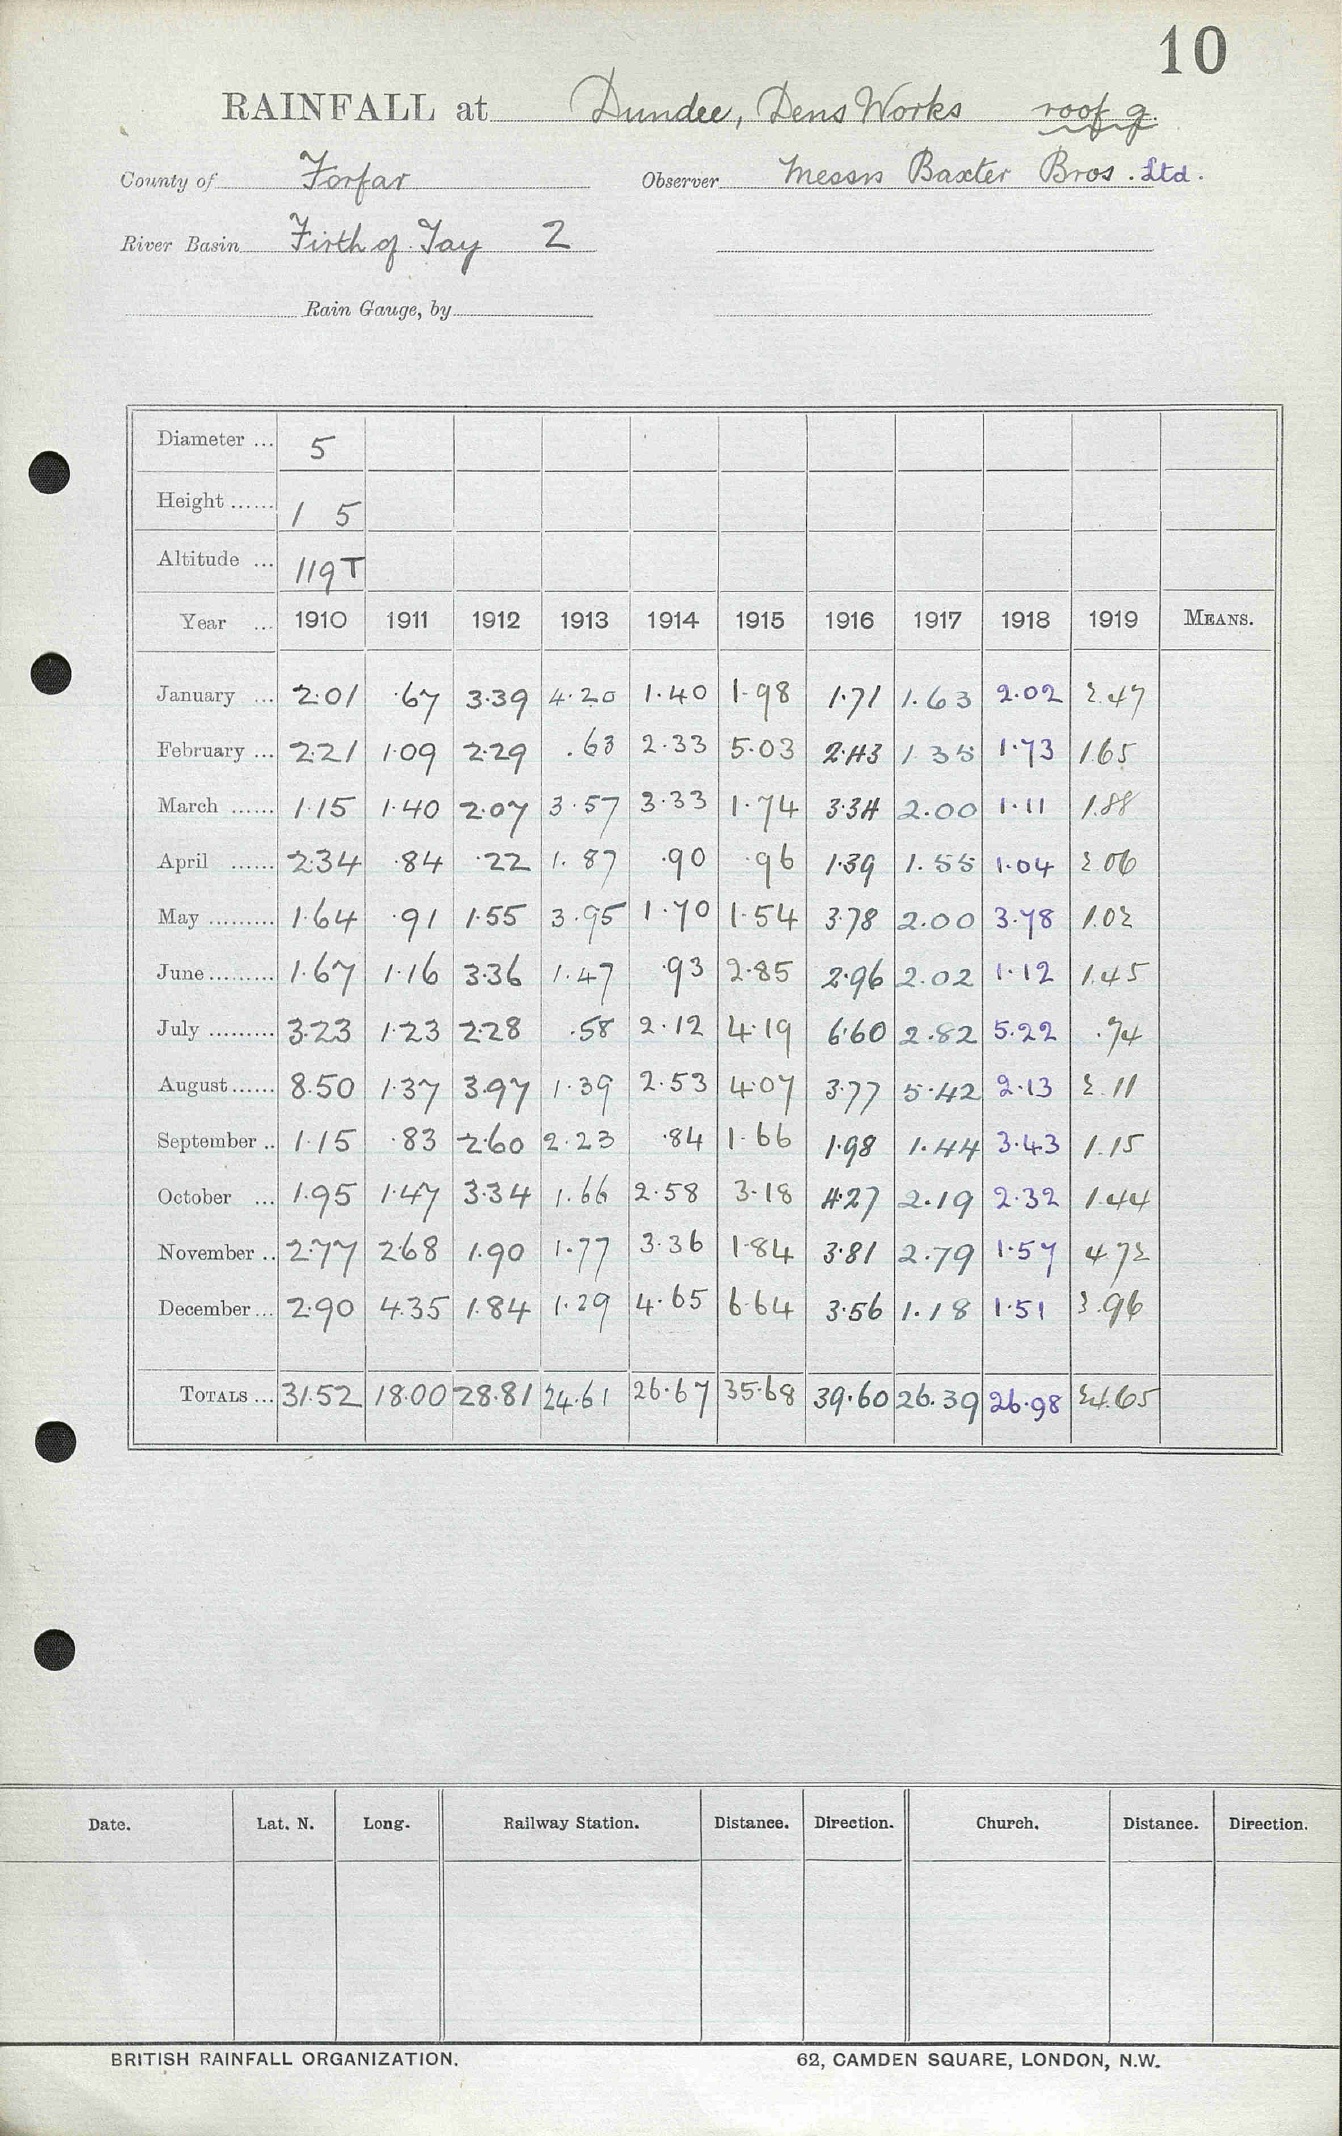 10
RAINFALL at Dundee, Dens Works roof g.
County of Forfar Observer Messrs Baxter Bros. Ltd.
River Basin Firth of Tay 2
Rain Gauge, by
Diameter ... 5
Height ...... 1 5
Altitude ... 119T
Year ... 1910 1911 1912 1913 1914 1915 1916 1917 1918 1919 MEANS.
January ... 2.01 .67 3.39 4.20 1.40 1.98 1.71 1.63 2.02 2.47
February ... 2.21 1.09 2.29 .63 2.33 5.03 2.43 1.35 1.73 1.65
March ...... 1.15 1.40 2.07 3.57 3.33 1.74 3.34 2.00 1.11 1.88
April ...... 2.34 .84 .22 1.87 .90 .96 1.39 1.55 1.04 2.06
May ......... 1.64 .91 1.55 3.95 1.70 1.54 3.78 2.00 3.78 1.02
June ......... 1.67 1.16 3.36 1.47 .93 2.85 2.96 2.02 1.12 1.45
July ......... 3.23 1.23 2.28 .58 2.12 4.19 6.60 2.82 5.22 .74
August ...... 8.50 1.37 3.97 1.39 2.53 4.07 3.77 5.42 2.13 2.11
September .. 1.15 .83 2.60 2.23 .84 1.66 1.98 1.44 3.43 1.15
October ... 1.95 1.47 3.34 1.66 2.58 3.18 4.27 2.19 2.32 1.44
November .. 2.77 2.68 1.90 1.77 3.36 1.84 3.81 2.79 1.57 4.72
December ... 2.90 4.35 1.84 1.29 4.65 6.64 3.56 1.18 1.51 3.96
TOTALS ... 31.52 18.00 28.81 24.61 26.67 35.68 39.60 26.39 26.98 24.65
Date. Lat. N. Long. Railway Station. Distance. Direction. Church. Distance. Direction.
BRITISH RAINFALL ORGANIZATION. 62, CAMDEN SQUARE, LONDON, N.W.